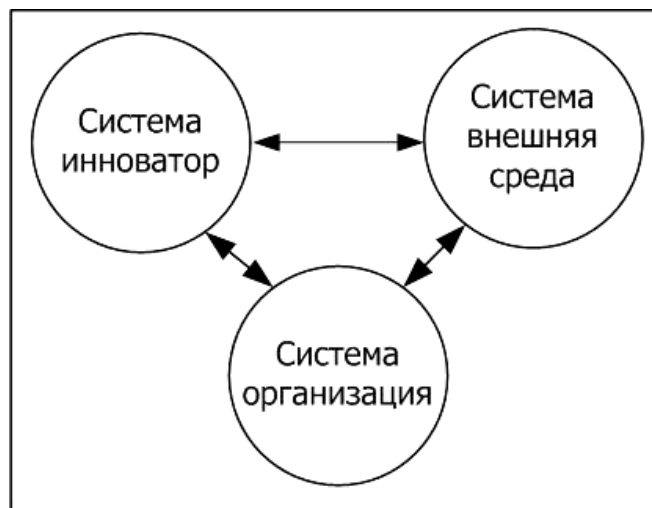 Система
инноватор
Система
внешняя
среда
Система
организация